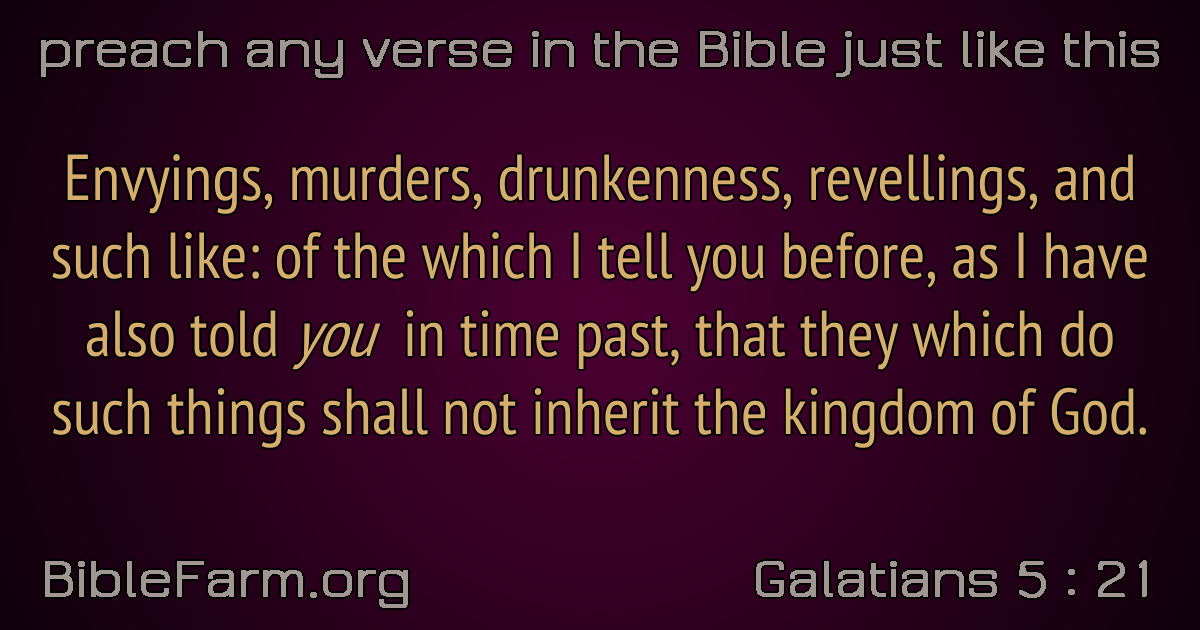 preach any verse in the Bible just like this
Envyings, murders, drunkenness, revellings, and
such like: of the which I tell you before, as I have
also told you in time past, that they which do
such things shall not inherit the kingdom of God.
BibleFarm.org
Galatians 5 : 21